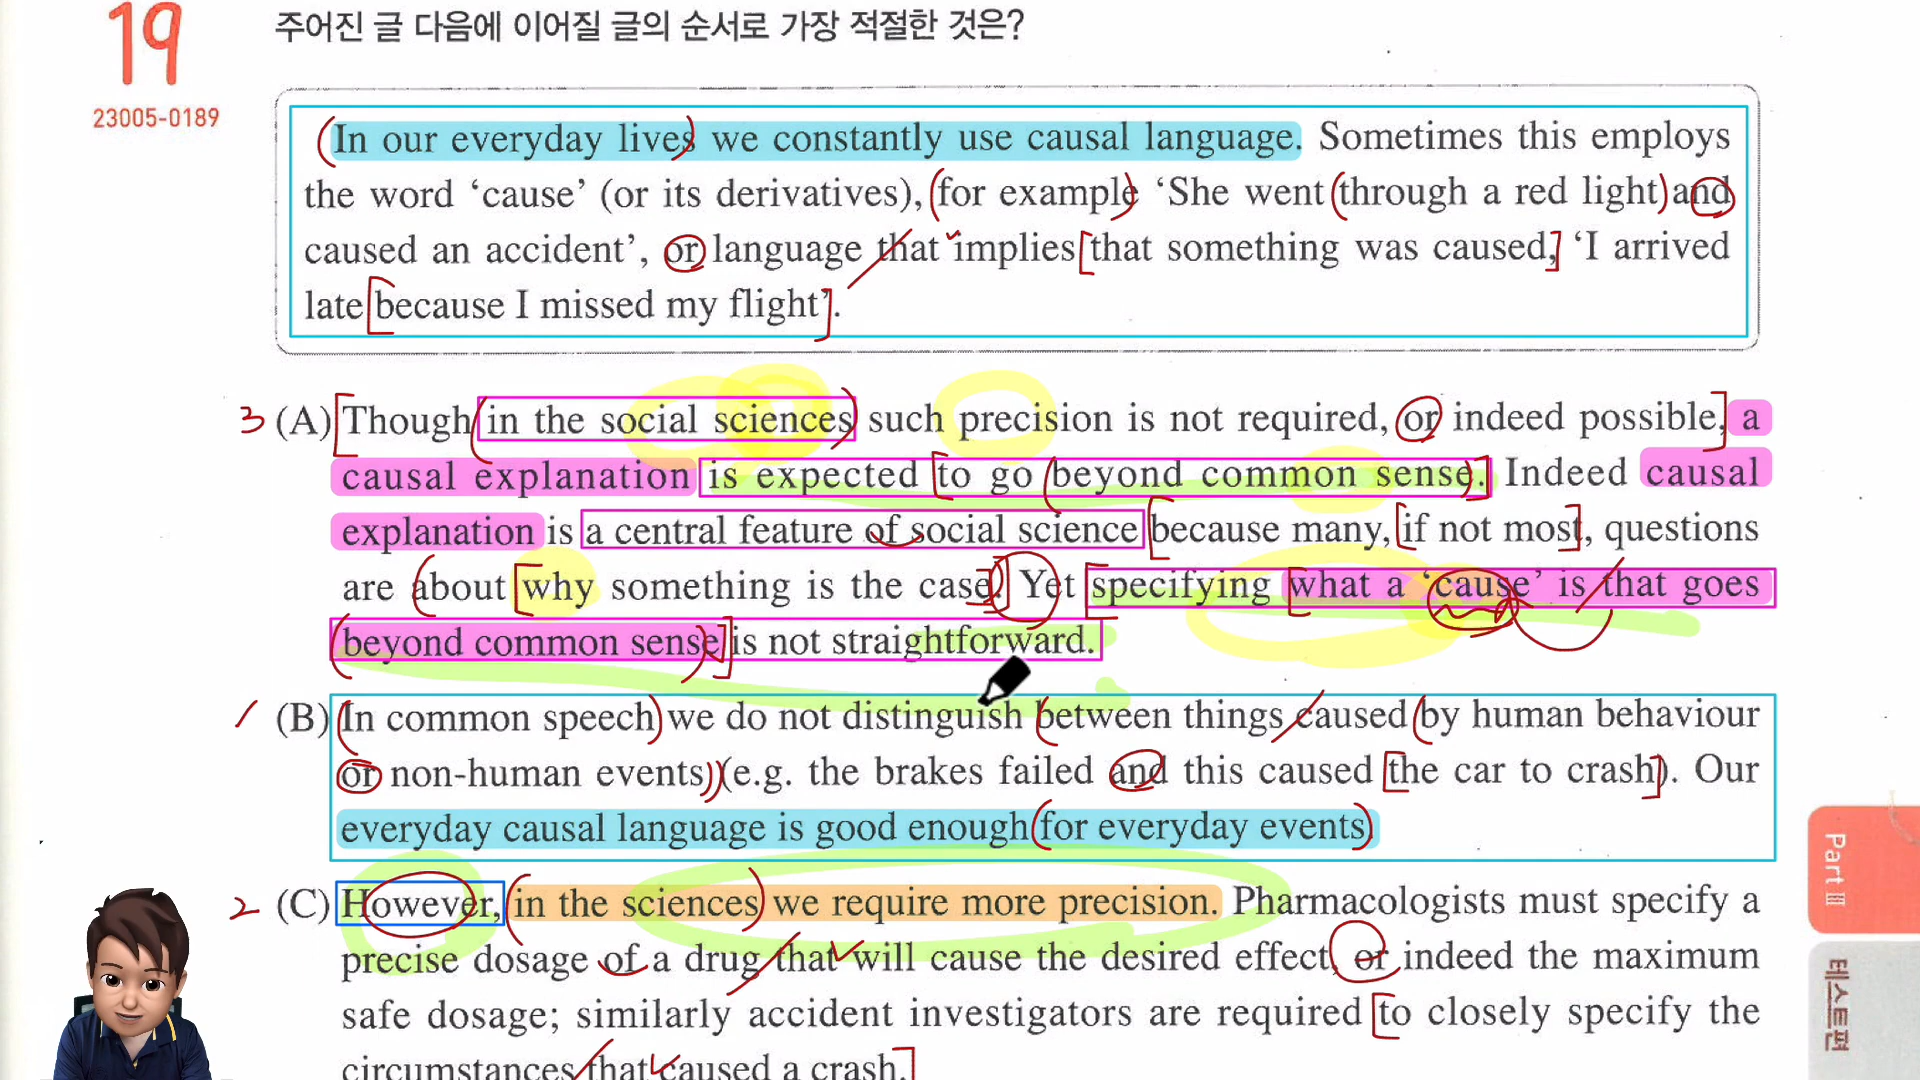 19 주어진 글 다음에 이어질 글의 순서로 가장 적절한 것은?
23005-0189
In our everyday lives we constantly use causal language. Sometimes this employs
the word ‘cause’ (or its derivatives), for example ‘She went through a red light and
caused an accident’, or language that implies that something was caused, ‘I arrived
late because I missed my flight’.
3 (A) Though in the social sciences such precision is not required, or indeed possible, a
causal explanation is expected to go beyond common sense. Indeed causal
explanation is a central feature of social science because many, if not most, questions
are about why something is the case. Yet specifying what a ‘cause’ is that goes
beyond common sense is not straightforward.
1 (B) In common speech we do not distinguish between things caused by human behaviour
or non-human events (e.g. the brakes failed and this caused the car to crash). Our
everyday causal language is good enough for everyday events.
2 (C) However, in the sciences we require more precision. Pharmacologists must specify a
precise dosage of a drug that will cause the desired effect, or indeed the maximum
safe dosage; similarly accident investigators are required to closely specify the
circumstances that caused a crash.
Part Ⅲ
테스트편